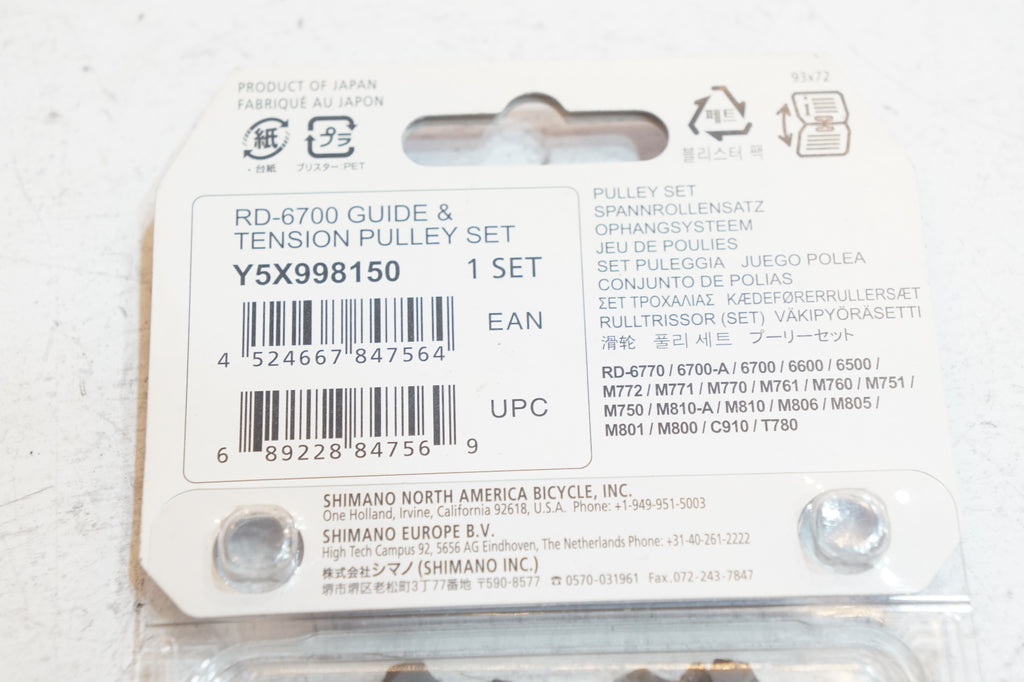 PRODUCT OF JAPAN
FABRIQUÉ AU JAPON
紙
・台紙
プラ
ブリスター:PET
페트
블리스터 팩
93x72
RD-6700 GUIDE &
TENSION PULLEY SET
Y5X998150 1 SET
EAN
4 524667 847564
UPC
6 89228 84756 9
PULLEY SET
SPANNROLLENSATZ
OPHANGSYSTEEM
JEU DE POULIES
SET PULEGGIA JUEGO POLEA
CONJUNTO DE POLIAS
ΣΕΤ ΤΡΟΧΑΛΙΑΣ KÆDEFØRERRULLERSÆT
RULLTRISSOR (SET) VÄKIPYÖRÄSETTI
滑轮 풀리 세트 プーリーセット
RD-6770 / 6700-A / 6700 / 6600 / 6500 /
M772 / M771 / M770 / M761 / M760 / M751 /
M750 / M810-A / M810 / M806 / M805 /
M801 / M800 / C910 / T780
SHIMANO NORTH AMERICA BICYCLE, INC.
One Holland, Irvine, California 92618, U.S.A. Phone: +1-949-951-5003
SHIMANO EUROPE B.V.
High Tech Campus 92, 5656 AG Eindhoven, The Netherlands Phone: +31-40-261-2222
株式会社シマノ (SHIMANO INC.)
堺市堺区老松町3丁77番地 〒590-8577 ☎ 0570-031961 Fax.072-243-7847